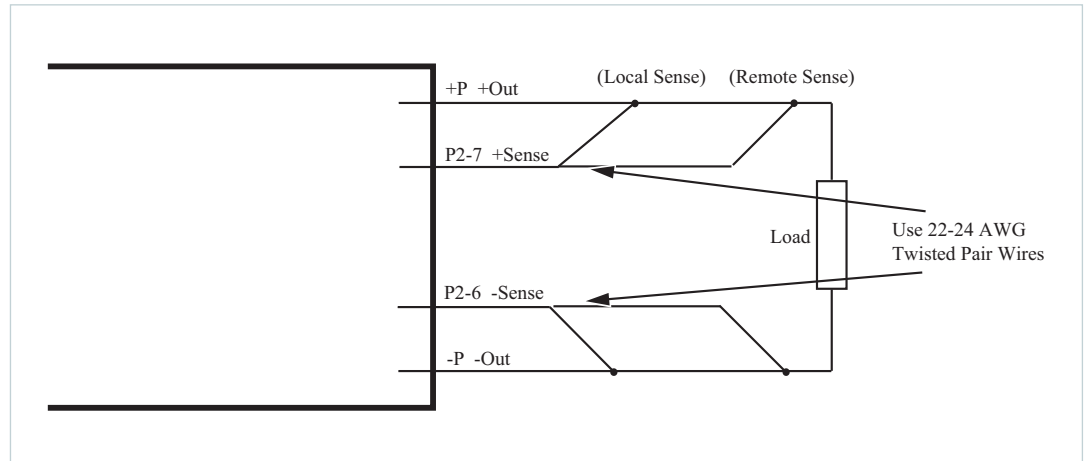 (Local Sense) (Remote Sense)
+P +Out
P2-7 +Sense
Load
Use 22-24 AWG
Twisted Pair Wires
P2-6 -Sense
-P -Out